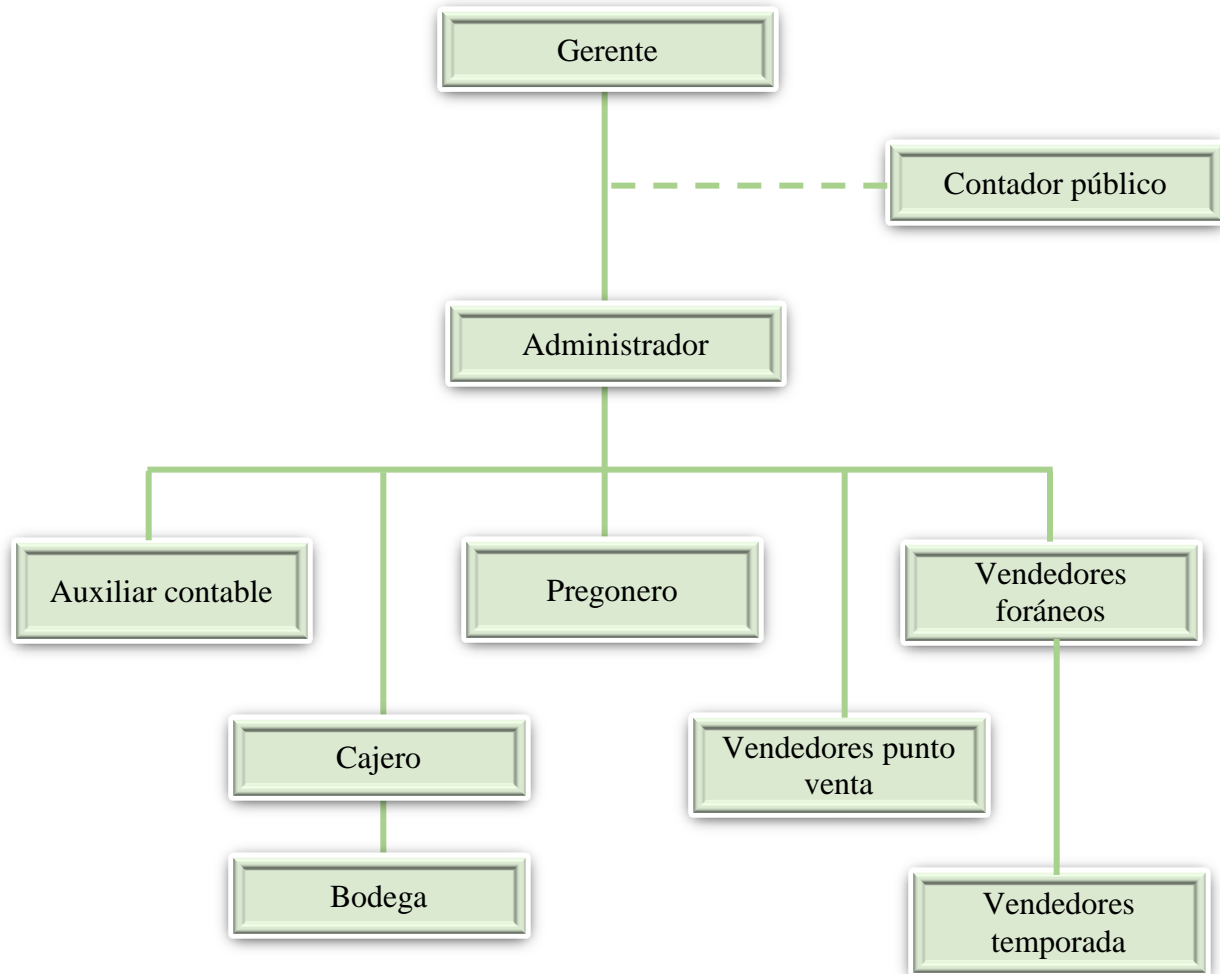 Gerente
Contador público
Administrador
Auxiliar contable
Pregonero
Vendedores
foráneos
Cajero
Vendedores punto
venta
Bodega
Vendedores
temporada